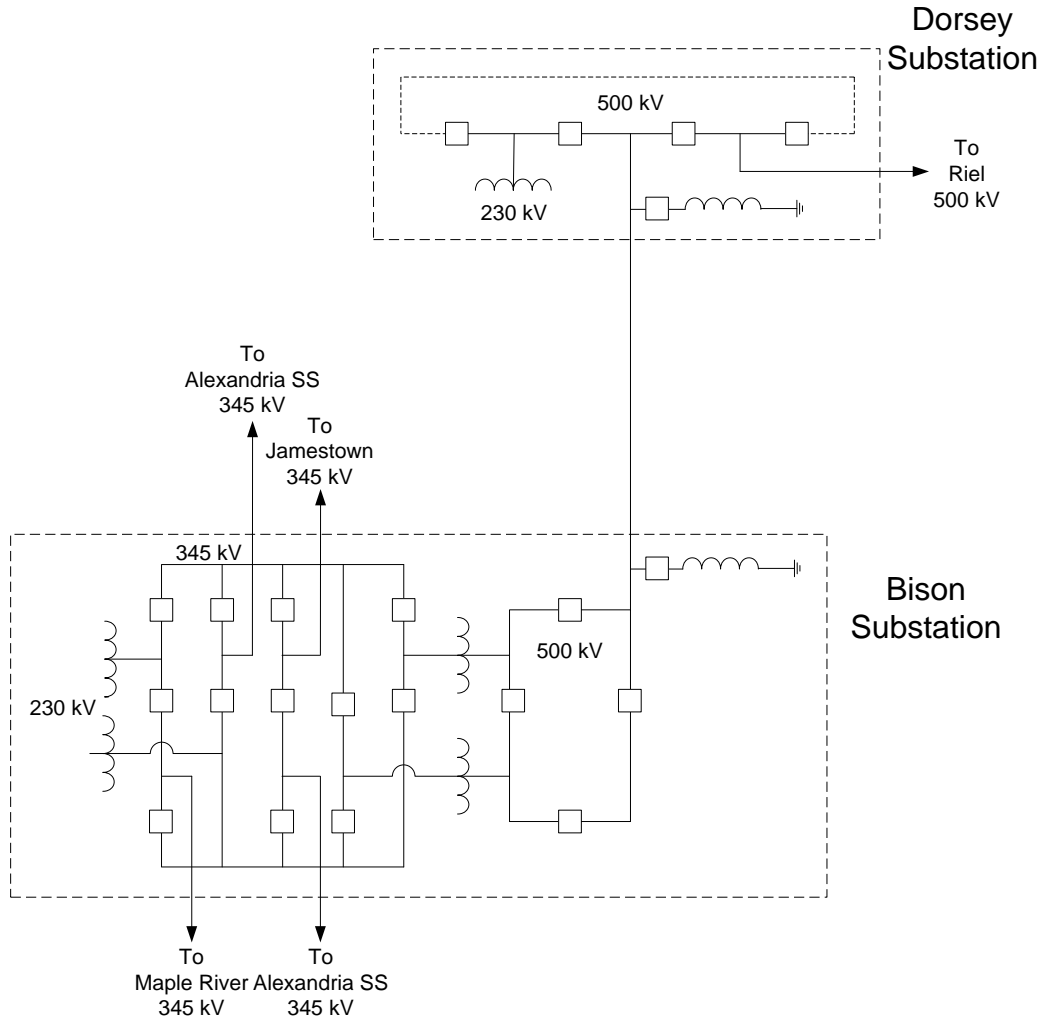 Dorsey
Substation
500 kV
230 kV
To
Riel
500 kV
To
Alexandria SS
345 kV
To
Jamestown
345 kV
345 kV
Bison
Substation
500 kV
230 kV
To
Maple River
345 kV
To
Alexandria SS
345 kV